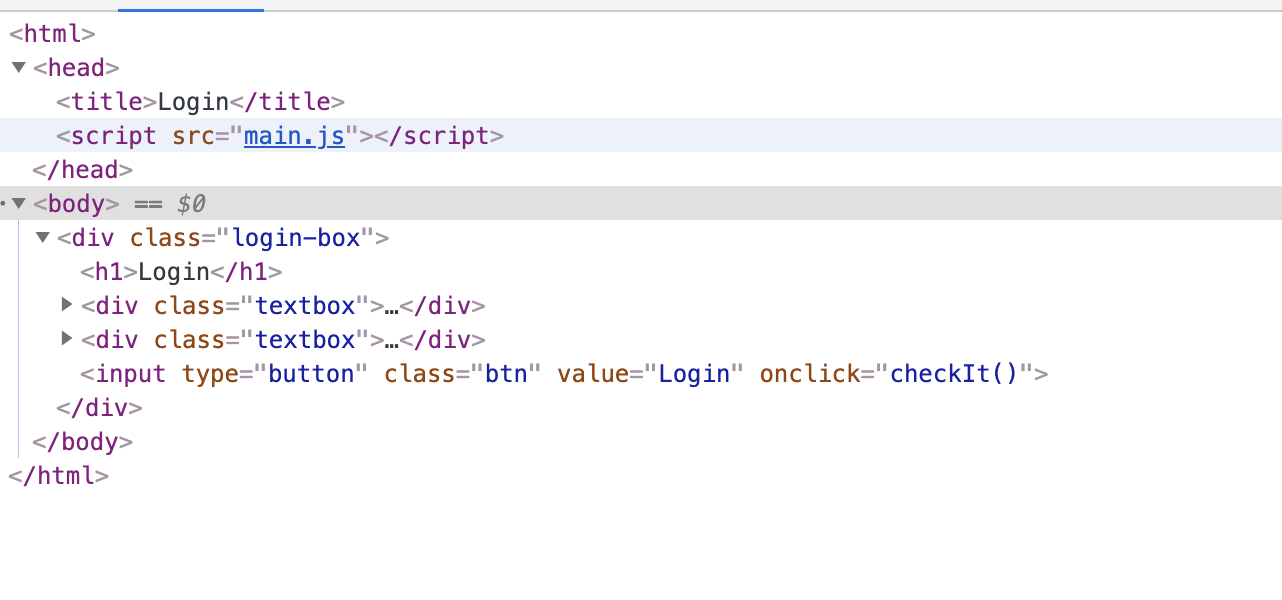 <html>
<head>
<title>Login</title>
<script src="main.js"></script>
</head>
<body> == $0
<div class="login-box">
<h1>Login</h1>
<div class="textbox">…</div>
<div class="textbox">…</div>
<input type="button" class="btn" value="Login" onclick="checkIt()">
</div>
</body>
</html>